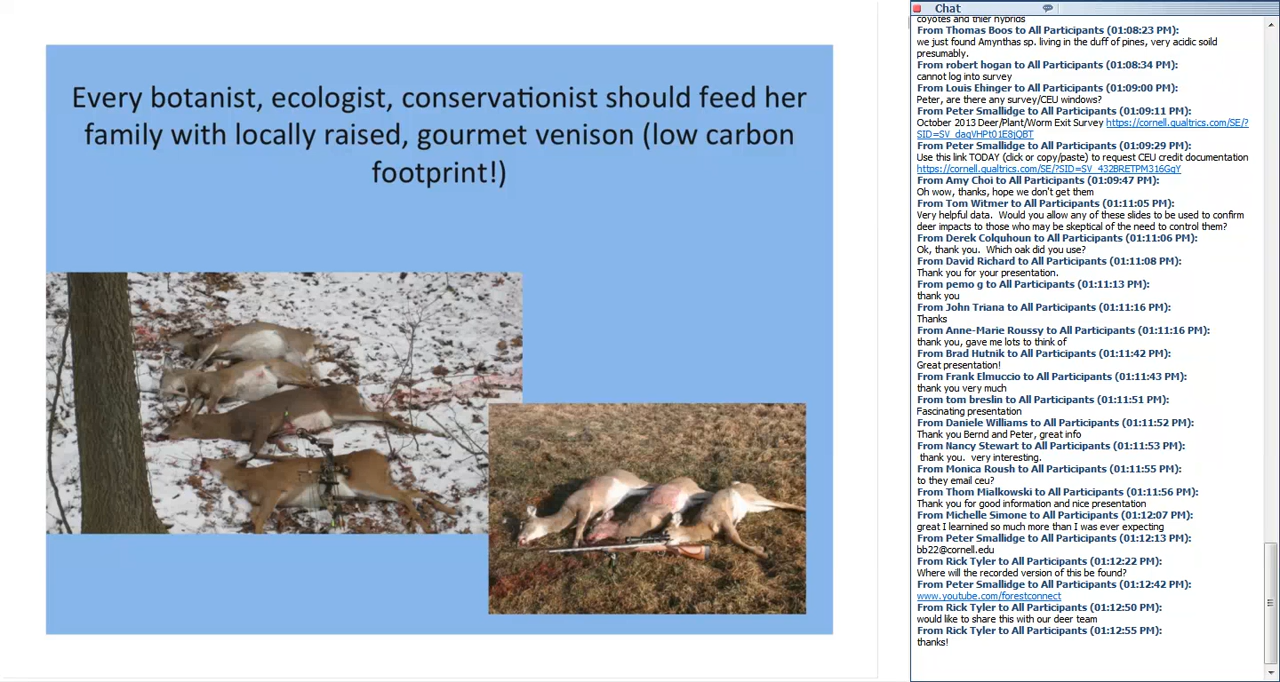 Every botanist, ecologist, conservationist should feed her
family with locally raised, gourmet venison (low carbon
footprint!)
Chat
coyotes and thier hybrids
From Thomas Boos to All Participants (01:08:23 PM):
we just found Amynthas sp. living in the duff of pines, very acidic soild
presumably.
From robert hogan to All Participants (01:08:34 PM):
cannot log into survey
From Louis Ehinger to All Participants (01:09:00 PM):
Peter, are there any survey/CEU windows?
From Peter Smallidge to All Participants (01:09:11 PM):
October 2013 Deer/Plant/Worm Exit Survey https://cornell.qualtrics.com/SE/?
SID=SV_daqVHPt01E8jQBT
From Peter Smallidge to All Participants (01:09:29 PM):
Use this link TODAY (click or copy/paste) to request CEU credit documentation
https://cornell.qualtrics.com/SE/?SID=SV_432BRETPM316GgY
From Amy Choi to All Participants (01:09:47 PM):
Oh wow, thanks, hope we don't get them
From Tom Witmer to All Participants (01:11:05 PM):
Very helpful data. Would you allow any of these slides to be used to confirm
deer impacts to those who may be skeptical of the need to control them?
From Derek Colquhoun to All Participants (01:11:06 PM):
Ok, thank you. Which oak did you use?
From David Richard to All Participants (01:11:08 PM):
Thank you for your presentation.
From pemo g to All Participants (01:11:13 PM):
thank you
From John Triana to All Participants (01:11:16 PM):
Thanks
From Anne-Marie Roussy to All Participants (01:11:16 PM):
thank you, gave me lots to think of
From Brad Hutnik to All Participants (01:11:42 PM):
Great presentation!
From Frank Elmuccio to All Participants (01:11:43 PM):
thank you very much
From tom breslin to All Participants (01:11:51 PM):
Fascinating presentation
From Daniele Williams to All Participants (01:11:52 PM):
Thank you Bernd and Peter, great info
From Nancy Stewart to All Participants (01:11:53 PM):
thank you. very interesting.
From Monica Roush to All Participants (01:11:55 PM):
to they email ceu?
From Thom Mialkowski to All Participants (01:11:56 PM):
Thank you for good information and nice presentation
From Michelle Simone to All Participants (01:12:07 PM):
great I learnined so much more than I was ever expecting
From Peter Smallidge to All Participants (01:12:13 PM):
bb22@cornell.edu
From Rick Tyler to All Participants (01:12:22 PM):
Where will the recorded version of this be found?
From Peter Smallidge to All Participants (01:12:42 PM):
www.youtube.com/forestconnect
From Rick Tyler to All Participants (01:12:50 PM):
would like to share this with our deer team
From Rick Tyler to All Participants (01:12:55 PM):
thanks!